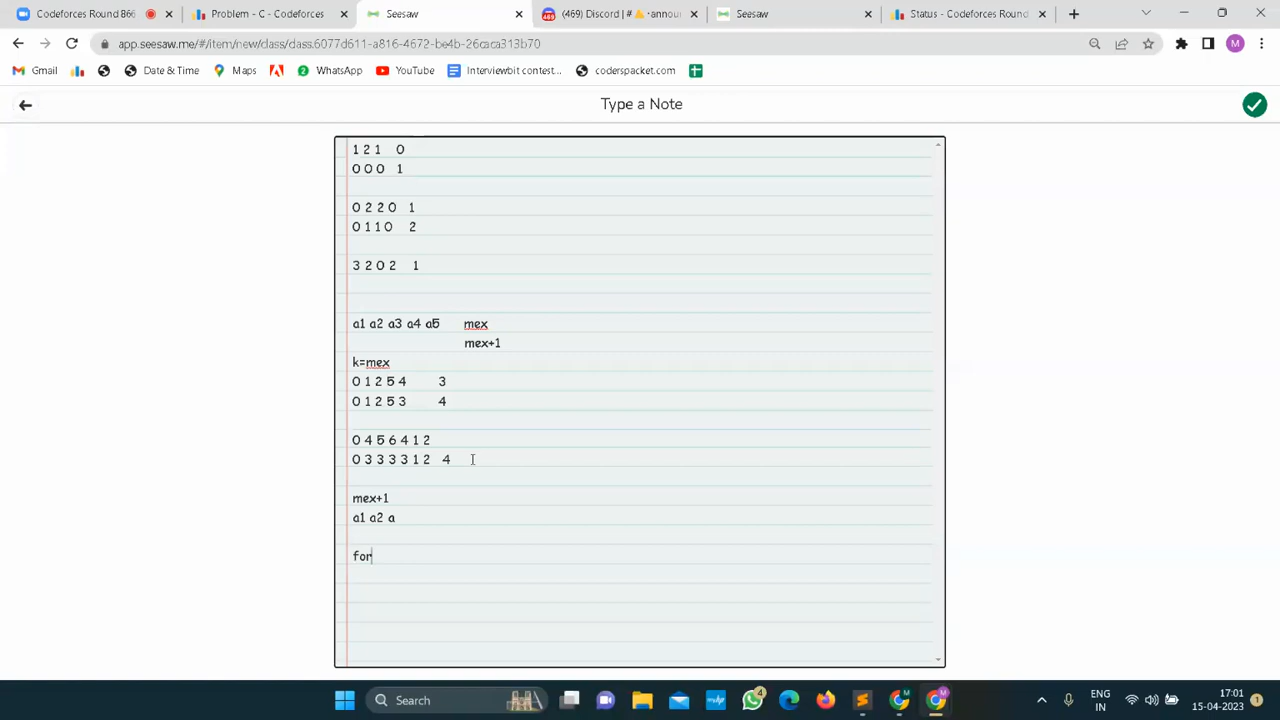 Codeforces Round 866
Problem - C - Codeforces
Seesaw
(469) Discord | #
announ
Seesaw
Status - Codeforces Round
app.seesaw.me/#/item/new/class/class.6077d611-a816-4672-be4b-26aca313b70
Gmail
Date & Time
Maps
WhatsApp
YouTube
Interviewbit contest...
coderspacket.com
Type a Note
1 2 1 0
0 0 0 1
0 2 2 0 1
0 1 1 0 2
3 2 0 2 1
a1 a2 a3 a4 a5 mex
mex+1
k=mex
0 1 2 5 4 3
0 1 2 5 3 4
0 4 5 6 4 1 2
0 3 3 3 3 1 2 4
mex+1
a1 a2 a
for
Search
4
ENG
IN
17:01
15-04-2023
1